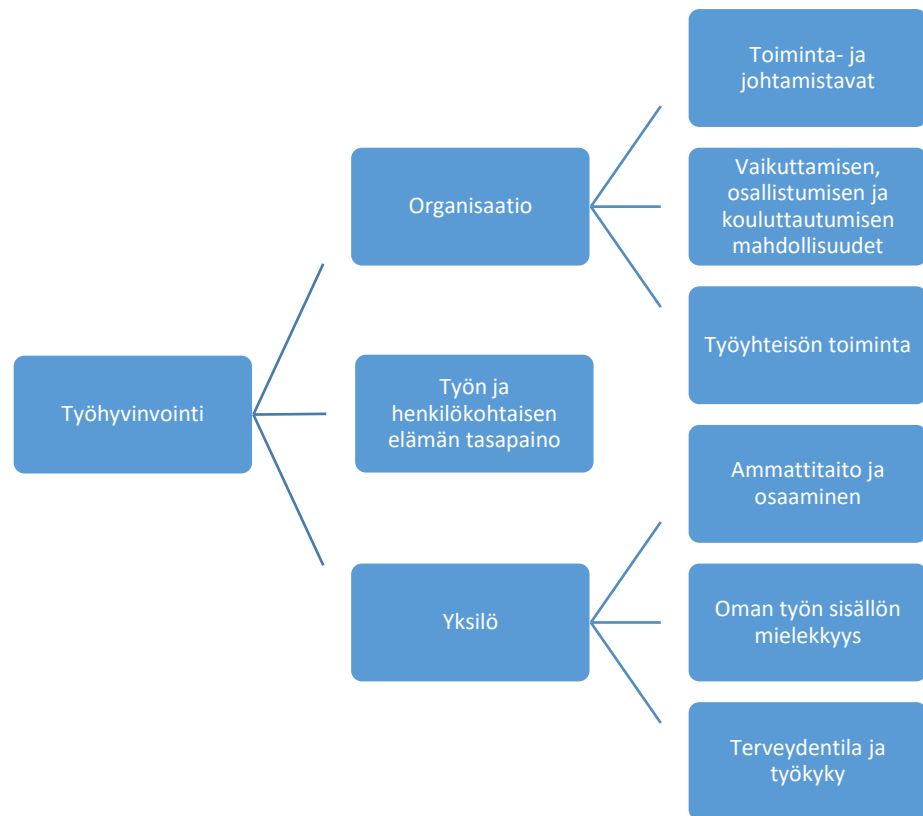 Toiminta- ja
johtamistavat
Organisaatio
Vaikuttamisen,
osallistumisen ja
kouluttautumisen
mahdollisuudet
Työyhteisön toiminta
Työhyvinvointi
Työn ja
henkilökohtaisen
elämän tasapaino
Ammattitaito ja
osaaminen
Yksilö
Oman työn sisällön
mielekkyys
Terveydentila ja
työkyky